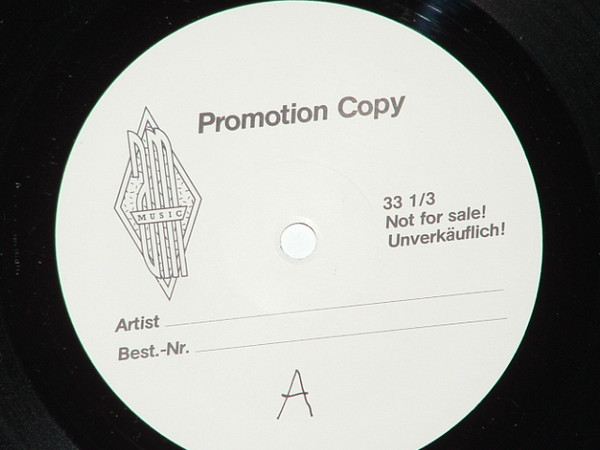 Promotion Copy
MUSIC
33 1/3
Not for sale!
Unverkäuflich!
Artist
Best.-Nr.
A